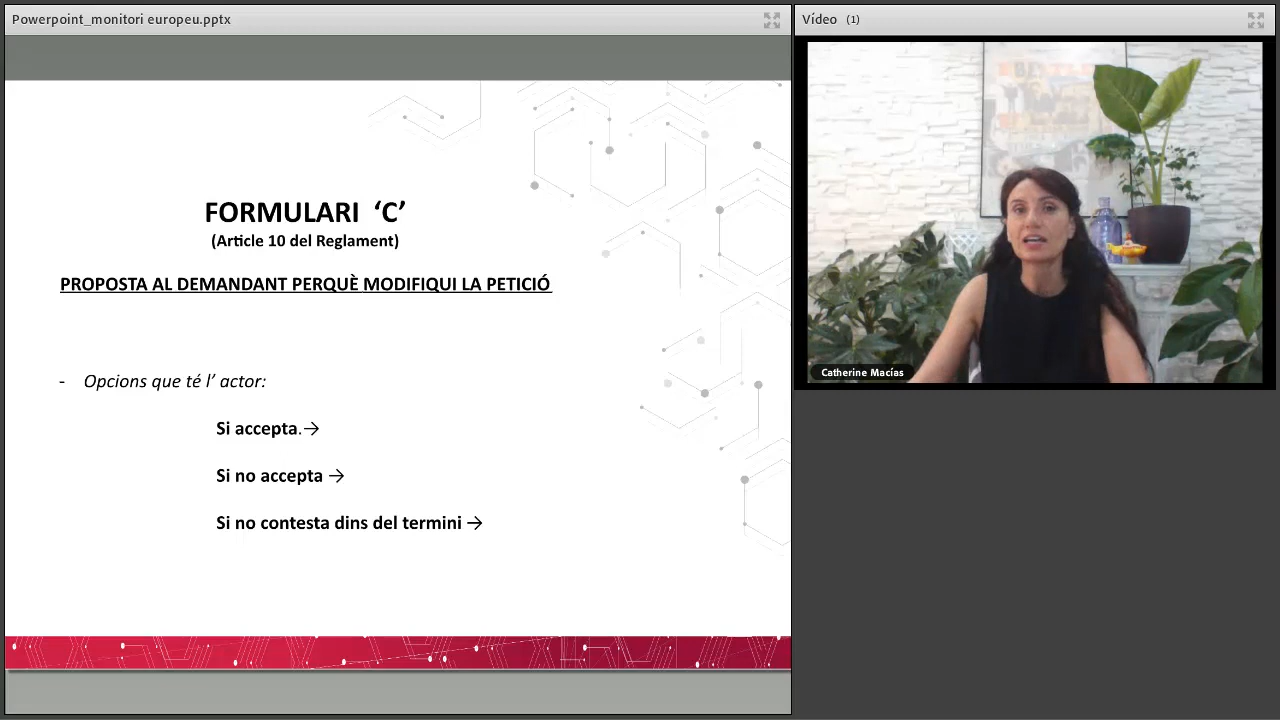 Powerpoint_monitori europeu.pptx
Vídeo (1)
FORMULARI ‘C’
(Article 10 del Reglament)
PROPOSTA AL DEMANDANT PERQUÈ MODIFIQUI LA PETICIÓ
- Opcions que té l’ actor:
Si accepta.→
Si no accepta →
Si no contesta dins del termini →
Catherine Macías